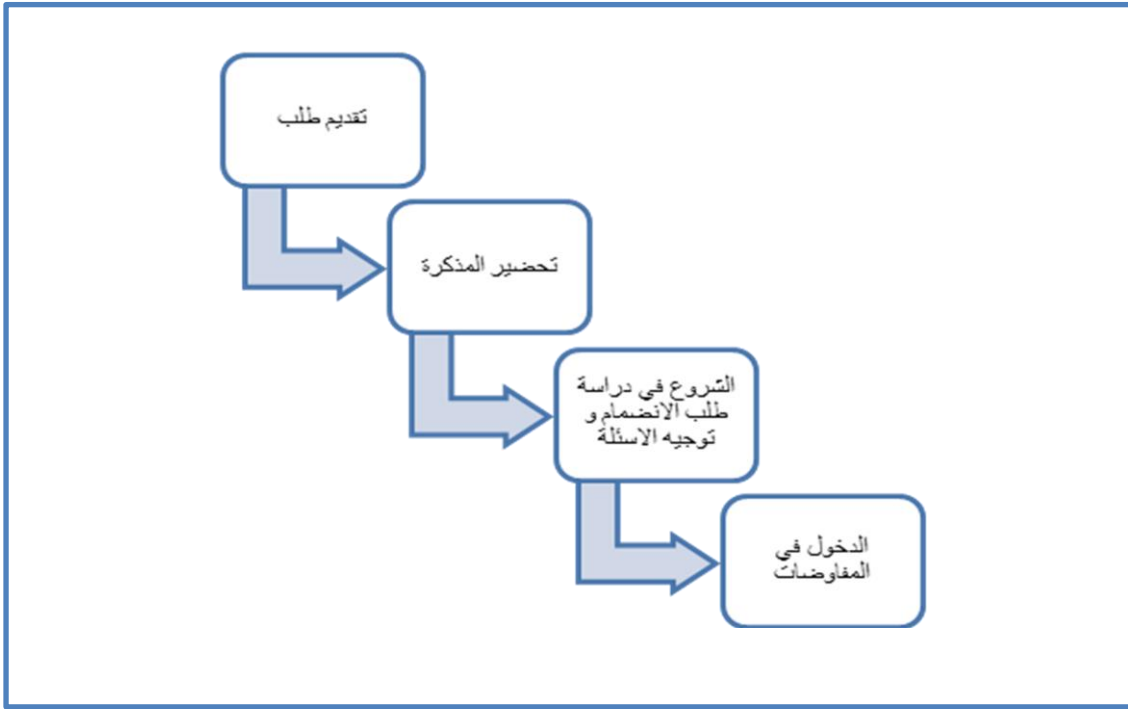 تقديم طلب
تحضير المذكرة
الشروع في دراسة
طلب الانضمام و
توجيه الاسئلة
الدخول في
المفاوضات